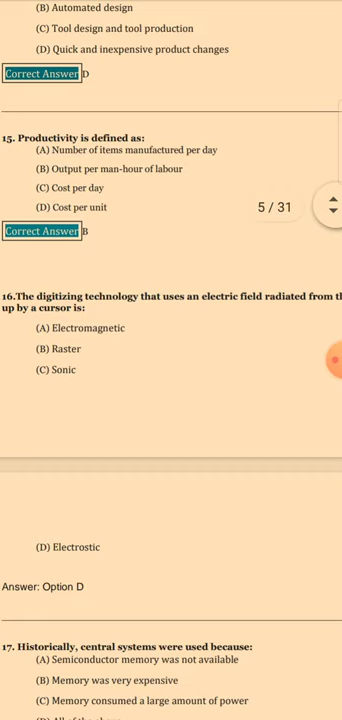 (B) Automated design
(C) Tool design and tool production
(D) Quick and inexpensive product changes
Correct Answer D
15. Productivity is defined as:
(A) Number of items manufactured per day
(B) Output per man-hour of labour
(C) Cost per day
(D) Cost per unit
5 / 31
Correct Answer B
16.The digitizing technology that uses an electric field radiated from
up by a cursor is:
(A) Electromagnetic
(B) Raster
(C) Sonic
(D) Electrostic
Answer: Option D
17. Historically, central systems were used because:
(A) Semiconductor memory was not available
(B) Memory was very expensive
(C) Memory consumed a large amount of power